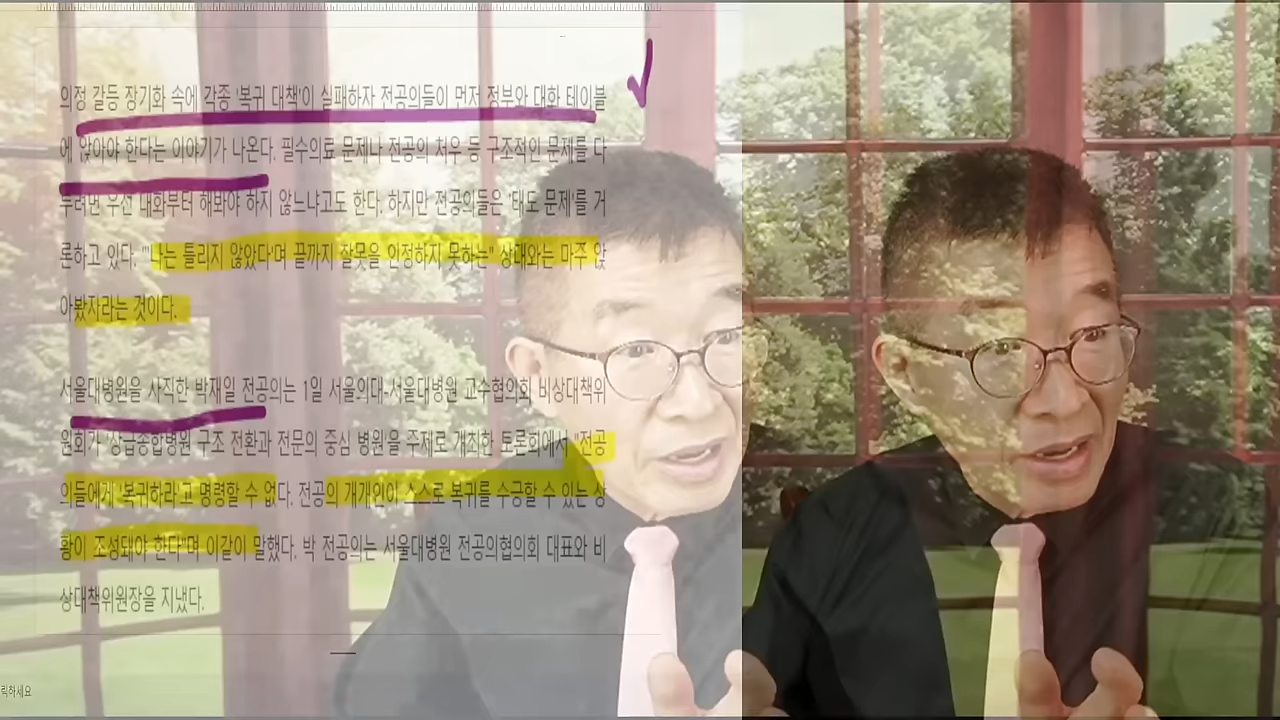 의정 갈등 장기화 속에 각종 '복귀 대책'이 실패하자 전공의들이 먼저 정부와 대화 테이블
에 앉아야 한다는 이야기가 나온다. 필수의료 문제나 전공의 처우 등 구조적인 문제를 다
루려면 우선 대화부터 해봐야 하지 않느냐고도 한다. 하지만 전공의들은 '태도 문제'를 거
론하고 있다. "'나는 틀리지 않았다'며 끝까지 잘못을 인정하지 못하는" 상대와는 마주 앉
아봤자라는 것이다.
서울대병원을 사직한 박재일 전공의는 1일 서울의대-서울대병원 교수협의회 비상대책위
원회가 '상급종합병원 구조 전환과 전문의 중심 병원'을 주제로 개최한 토론회에서 "전공
의들에게 '복귀하라'고 명령할 수 없다. 전공의 개개인이 스스로 복귀를 수긍할 수 있는 상
황이 조성돼야 한다"며 이같이 말했다. 박 전공의는 서울대병원 전공의협의회 대표와 비
상대책위원장을 지냈다.
릭하세요